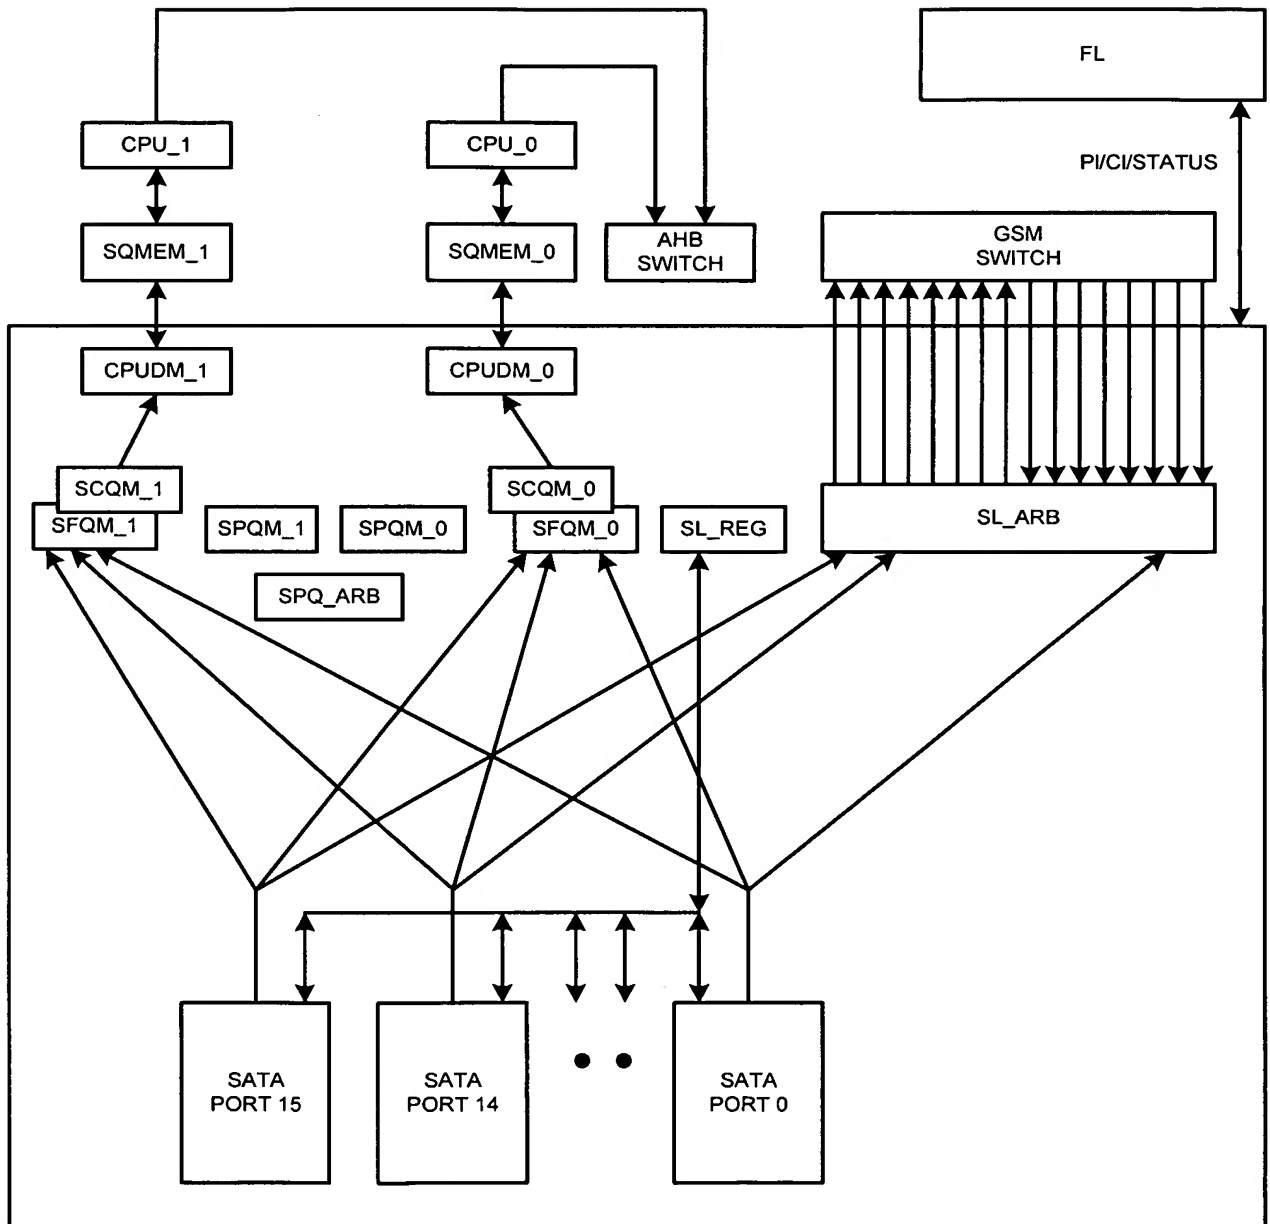 FL
CPU_1
CPU_0
PI/CI/STATUS
SQMEM_1
SQMEM_0
AHB
SWITCH
GSM
SWITCH
CPUDM_1
CPUDM_0
SCQM_1
SCQM_0
SFQM_1
SPQM_1
SPQM_0
SFQM_0
SL_REG
SL_ARB
SPQ_ARB
SATA
PORT 15
SATA
PORT 14
SATA
PORT 0